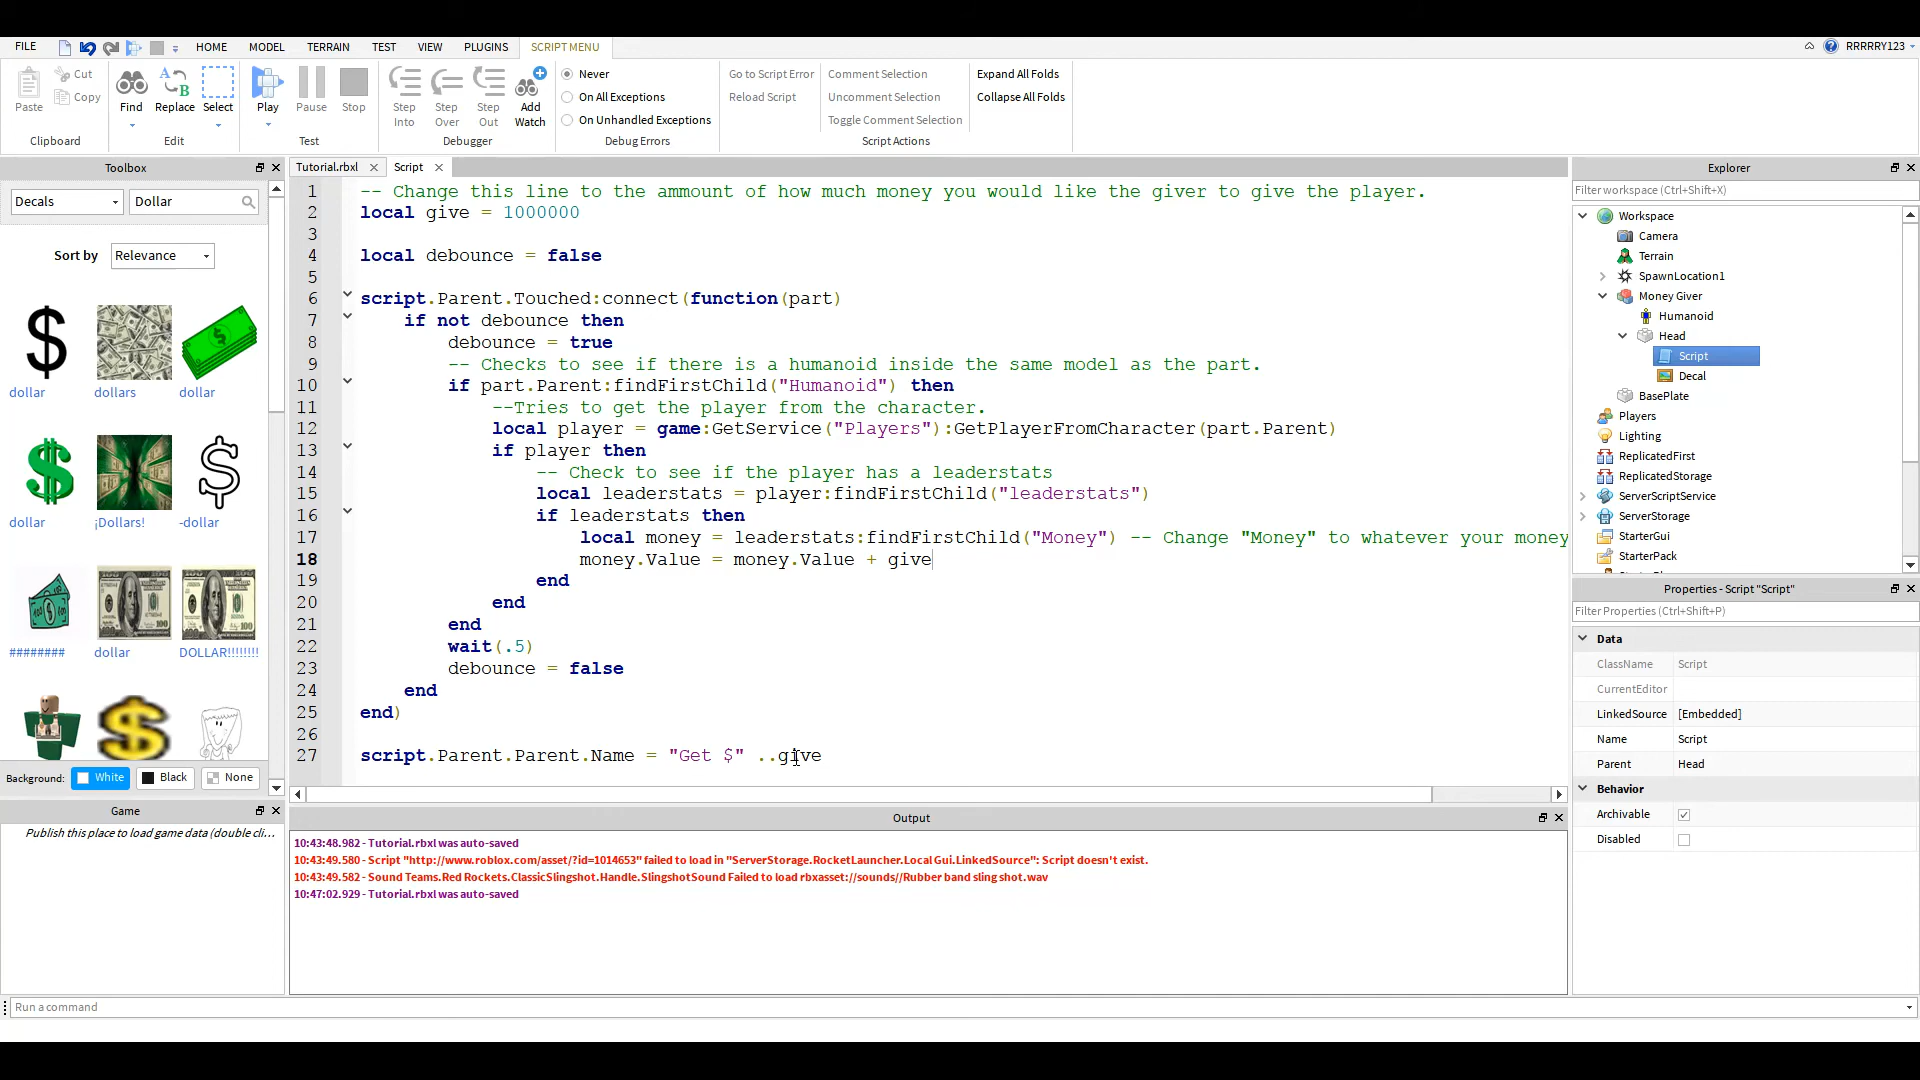 FILE HOME MODEL TERRAIN TEST VIEW PLUGINS SCRIPT MENU RRRRRY123
Paste
Cut
Copy
Clipboard
Find
Replace
Select
Edit
Play
Pause
Stop
Test
Step Into
Step Over
Step Out
Add Watch
Debugger
Never
On All Exceptions
On Unhandled Exceptions
Debug Errors
Go to Script Error
Reload Script
Comment Selection
Uncomment Selection
Toggle Comment Selection
Script Actions
Expand All Folds
Collapse All Folds
Toolbox
Decals
Dollar
Sort by Relevance
dollar dollars dollar
dollar ¡Dollars! -dollar
######## dollar DOLLAR!!!!!!!!
Background: White Black None
Game
Publish this place to load game data (double cli...
Tutorial.rbxl Script
1 -- Change this line to the ammount of how much money you would like the giver to give the player.
2 local give = 1000000
3
4 local debounce = false
5
6 script.Parent.Touched:connect(function(part)
7 if not debounce then
8 debounce = true
9 -- Checks to see if there is a humanoid inside the same model as the part.
10 if part.Parent:findFirstChild("Humanoid") then
11 --Tries to get the player from the character.
12 local player = game:GetService("Players"):GetPlayerFromCharacter(part.Parent)
13 if player then
14 -- Check to see if the player has a leaderstats
15 local leaderstats = player:findFirstChild("leaderstats")
16 if leaderstats then
17 local money = leaderstats:findFirstChild("Money") -- Change "Money" to whatever your money
18 money.Value = money.Value + give
19 end
20 end
21 end
22 wait(.5)
23 debounce = false
24 end
25 end)
26
27 script.Parent.Parent.Name = "Get $" ..give
Output
10:43:48.982 - Tutorial.rbxl was auto-saved
10:43:49.580 - Script "http://www.roblox.com/asset/?id=1014653" failed to load in "ServerStorage.RocketLauncher.Local Gui.LinkedSource": Script doesn't exist.
10:43:49.582 - Sound Teams.Red Rockets.ClassicSlingshot.Handle.SlingshotSound Failed to load rbxasset://sounds//Rubber band sling shot.wav
10:47:02.929 - Tutorial.rbxl was auto-saved
Run a command
Explorer
Filter workspace (Ctrl+Shift+X)
Workspace
Camera
Terrain
SpawnLocation1
Money Giver
Humanoid
Head
Script
Decal
BasePlate
Players
Lighting
ReplicatedFirst
ReplicatedStorage
ServerScriptService
ServerStorage
StarterGui
StarterPack
Properties - Script "Script"
Filter Properties (Ctrl+Shift+P)
Data
ClassName Script
CurrentEditor
LinkedSource [Embedded]
Name Script
Parent Head
Behavior
Archivable
Disabled